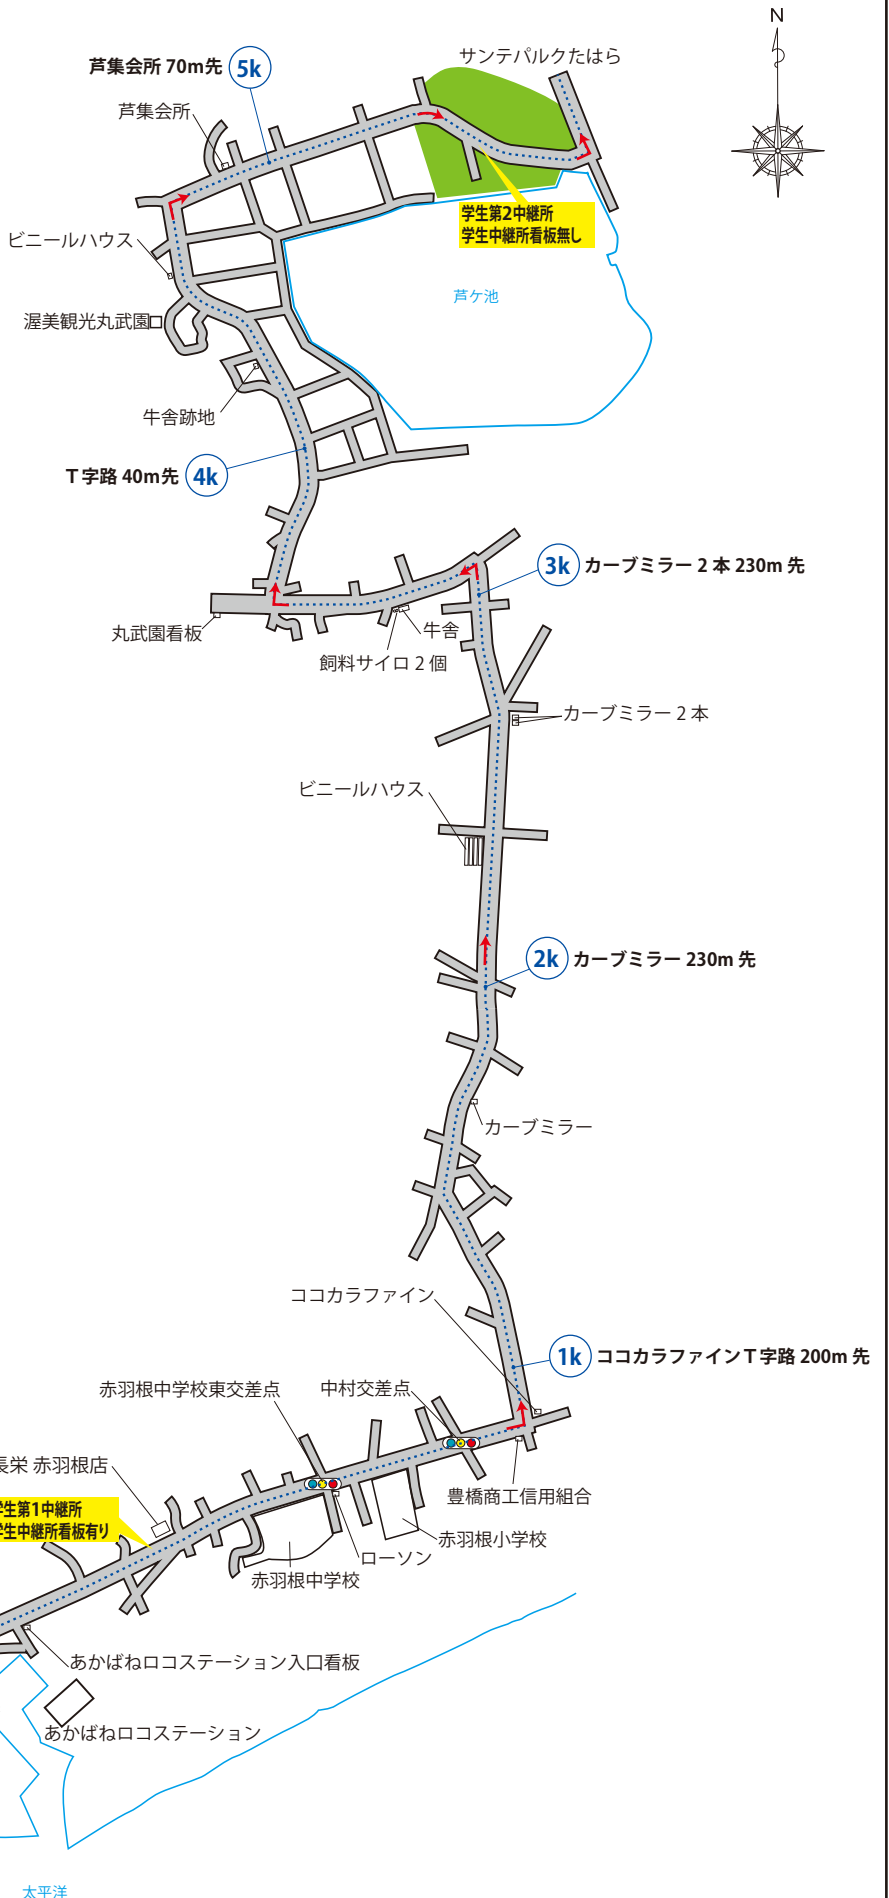 N
サンテパルクたはら
芦集会所 70m先
5k
芦集会所
学生第2中継所
学生中継所看板無し
ビニールハウス
芦ケ池
渥美観光丸武園
牛舎跡地
T字路 40m先
4k
3k
カーブミラー 2 本 230m 先
丸武園看板
牛舎
飼料サイロ 2 個
カーブミラー 2 本
ビニールハウス
2k
カーブミラー 230m 先
カーブミラー
ココカラファイン
1k
ココカラファインT字路 200m 先
赤羽根中学校東交差点
中村交差点
長栄 赤羽根店
豊橋商工信用組合
学生第1中継所
学生中継所看板有り
赤羽根小学校
ローソン
赤羽根中学校
あかばねロコステーション入口看板
あかばねロコステーション
太平洋